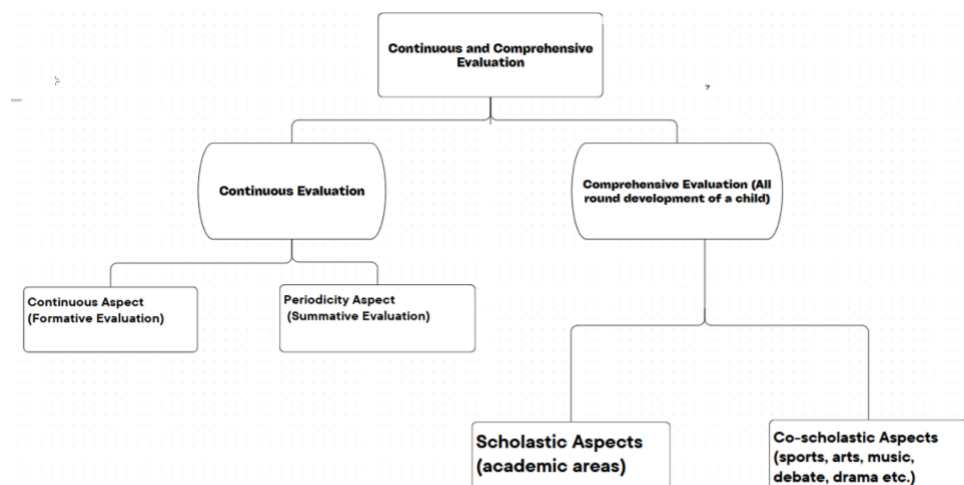 Continuous and Comprehensive
Evaluation
Continuous Evaluation
Comprehensive Evaluation (All
round development of a child)
Continuous Aspect
(Formative Evaluation)
Periodicity Aspect
(Summative Evaluation)
Scholastic Aspects
(academic areas)
Co-scholastic Aspects
(sports, arts, music,
debate, drama etc.)